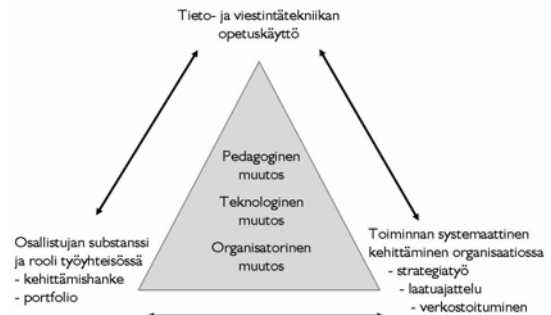 Tieto- ja viestintätekniikan
opetuskäyttö
Pedagoginen
muutos
Teknologinen
muutos
Organisatorinen
muutos
Osallistujan substanssi
ja rooli työyhteisössä
- kehittämishanke
- portfolio
Toiminnan systemaattinen
kehittäminen organisaatiossa
- strategiatyö
- laatuajattelu
- verkostoituminen